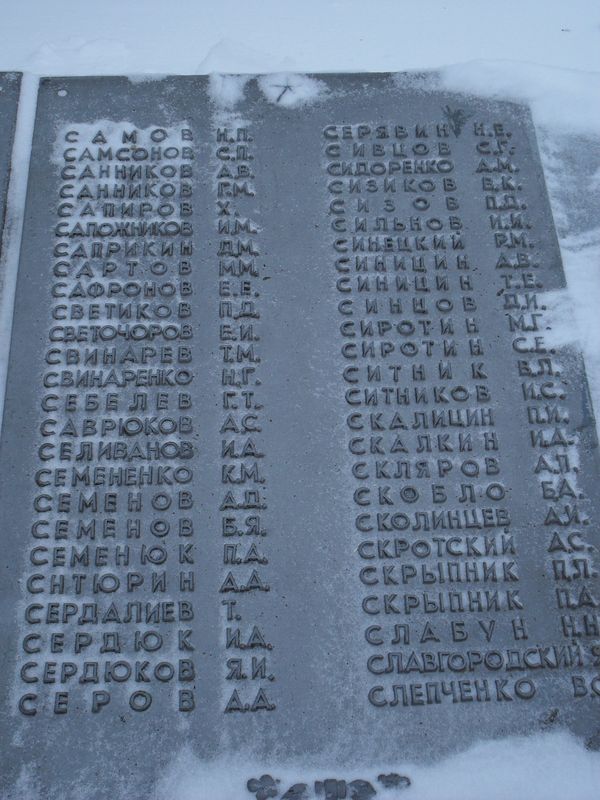 САМОВ Н.П.
САМСОНОВ С.П.
САННИКОВ А.В.
САННИКОВ Г.М.
САПИРОВ Х.
САПОЖНИКОВ И.М.
САПРИКИН Д.М.
САРТОВ М.М.
САФРОНОВ Е.Е.
СВЕТИКОВ П.Д.
СВЕТОЧОРОВ Е.И.
СВИНАРЕВ Т.М.
СВИНАРЕНКО Н.Г.
СЕБЕЛЕВ Г.Т.
САВРЮКОВ А.С.
СЕЛИВАНОВ И.А.
СЕМЕНЕНКО К.М.
СЕМЕНОВ А.Д.
СЕМЕНОВ Б.Я.
СЕМЕНЮК П.А.
СНТЮРИН А.А.
СЕРДАЛИЕВ Т.
СЕРДЮК И.А.
СЕРДЮКОВ Я.И.
СЕРОВ А.А.
СЕРЯВИН Н.Е.
СИВЦОВ С.Г.
СИДОРЕНКО А.М.
СИЗИКОВ В.К.
СИЗОВ П.Д.
СИЛЬНОВ И.И.
СИНЕЦКИЙ Р.М.
СИНИЦИН А.В.
СИНИЦИН Т.Е.
СИНЦОВ Д.И.
СИРОТИН М.Г.
СИРОТИН С.Е.
СИТНИК В.Л.
СИТНИКОВ И.С.
СКАЛИЦИН П.И.
СКАЛКИН И.Д.
СКЛЯРОВ А.П.
СКОБЛО Б.А.
СКОЛИНЦЕВ А.И.
СКРОТСКИЙ А.С.
СКРЫПНИК П.П.
СКРЫПНИК П.А.
СЛАБУН Н.Н
СЛАВГОРОДСКИЙ Я
СЛЕПЧЕНКО